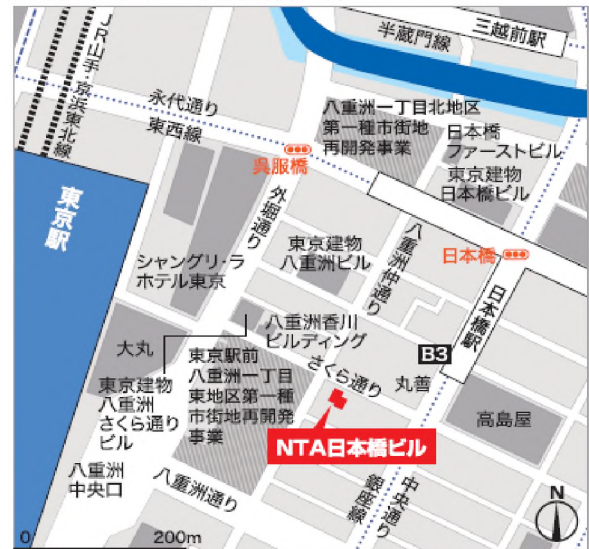 半蔵門線
三越前駅
JR山手
京浜東北線
永代通り
東西線
八重洲一丁目北地区
第一種市街地
再開発事業
日本橋
ファーストビル
東京建物
日本橋ビル
呉服橋
東京駅
外堀通り
シャングリ・ラ
ホテル東京
東京建物
八重洲ビル
八重洲仲通り
日本橋
日本橋駅
八重洲香川
ビルディング
さくら通り
B3
丸善
大丸
東京駅前
八重洲一丁目
東地区第一種
市街地再開発
事業
東京建物
八重洲
さくら通り
ビル
高島屋
NTA日本橋ビル
八重洲
中央口
八重洲通り
中央通り
銀座線
N
0
200m